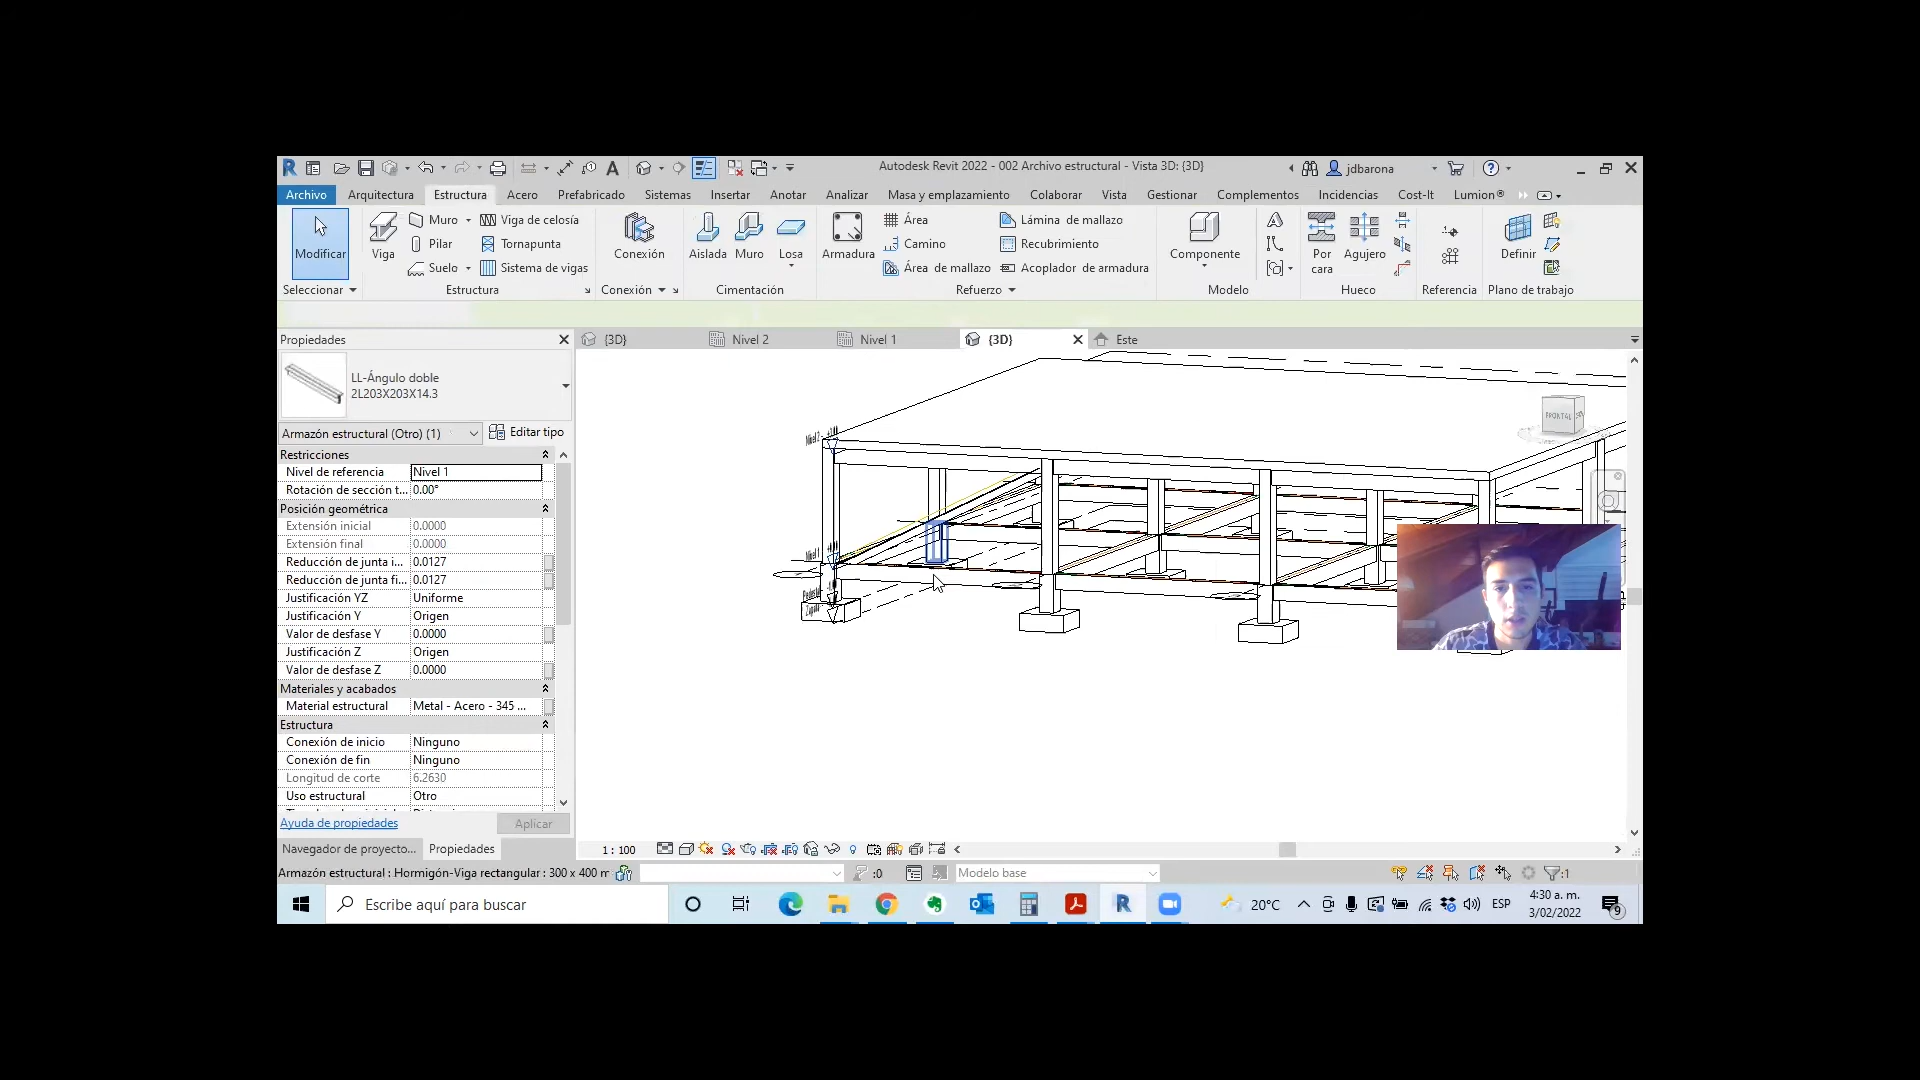 Autodesk Revit 2022 - 002 Archivo estructural - Vista 3D: {3D}
jdbarona
Archivo
Arquitectura
Estructura
Acero
Prefabricado
Sistemas
Insertar
Anotar
Analizar
Masa y emplazamiento
Colaborar
Vista
Gestionar
Complementos
Incidencias
Cost-It
Lumion®
Modificar
Viga
Muro
Pilar
Suelo
Viga de celosía
Tornapunta
Sistema de vigas
Conexión
Aislada
Muro
Losa
Armadura
Área
Camino
Área de mallazo
Lámina de mallazo
Recubrimiento
Acoplador de armadura
Componente
Por
cara
Agujero
Definir
Seleccionar
Estructura
Conexión
Cimentación
Refuerzo
Modelo
Hueco
Referencia
Plano de trabajo
Propiedades
{3D}
Nivel 2
Nivel 1
{3D}
Este
LL-Ángulo doble
2L203X203X14.3
Armazón estructural (Otro) (1)
Editar tipo
Restricciones
Nivel de referencia Nivel 1
Rotación de sección t... 0.00°
Posición geométrica
Extensión inicial 0.0000
Extensión final 0.0000
Reducción de junta i... 0.0127
Reducción de junta fi... 0.0127
Justificación YZ Uniforme
Justificación Y Origen
Valor de desfase Y 0.0000
Justificación Z Origen
Valor de desfase Z 0.0000
Materiales y acabados
Material estructural Metal - Acero - 345 ...
Estructura
Conexión de inicio Ninguno
Conexión de fin Ninguno
Longitud de corte 6.2630
Uso estructural Otro
Ayuda de propiedades
Aplicar
Navegador de proyecto...
Propiedades
Nivel 2
Nivel 1
FRONTAL
1 : 100
Armazón estructural : Hormigón-Viga rectangular : 300 x 400 m
:0
Modelo base
:1
Escribe aquí para buscar
20°C
ESP
4:30 a. m.
3/02/2022
9